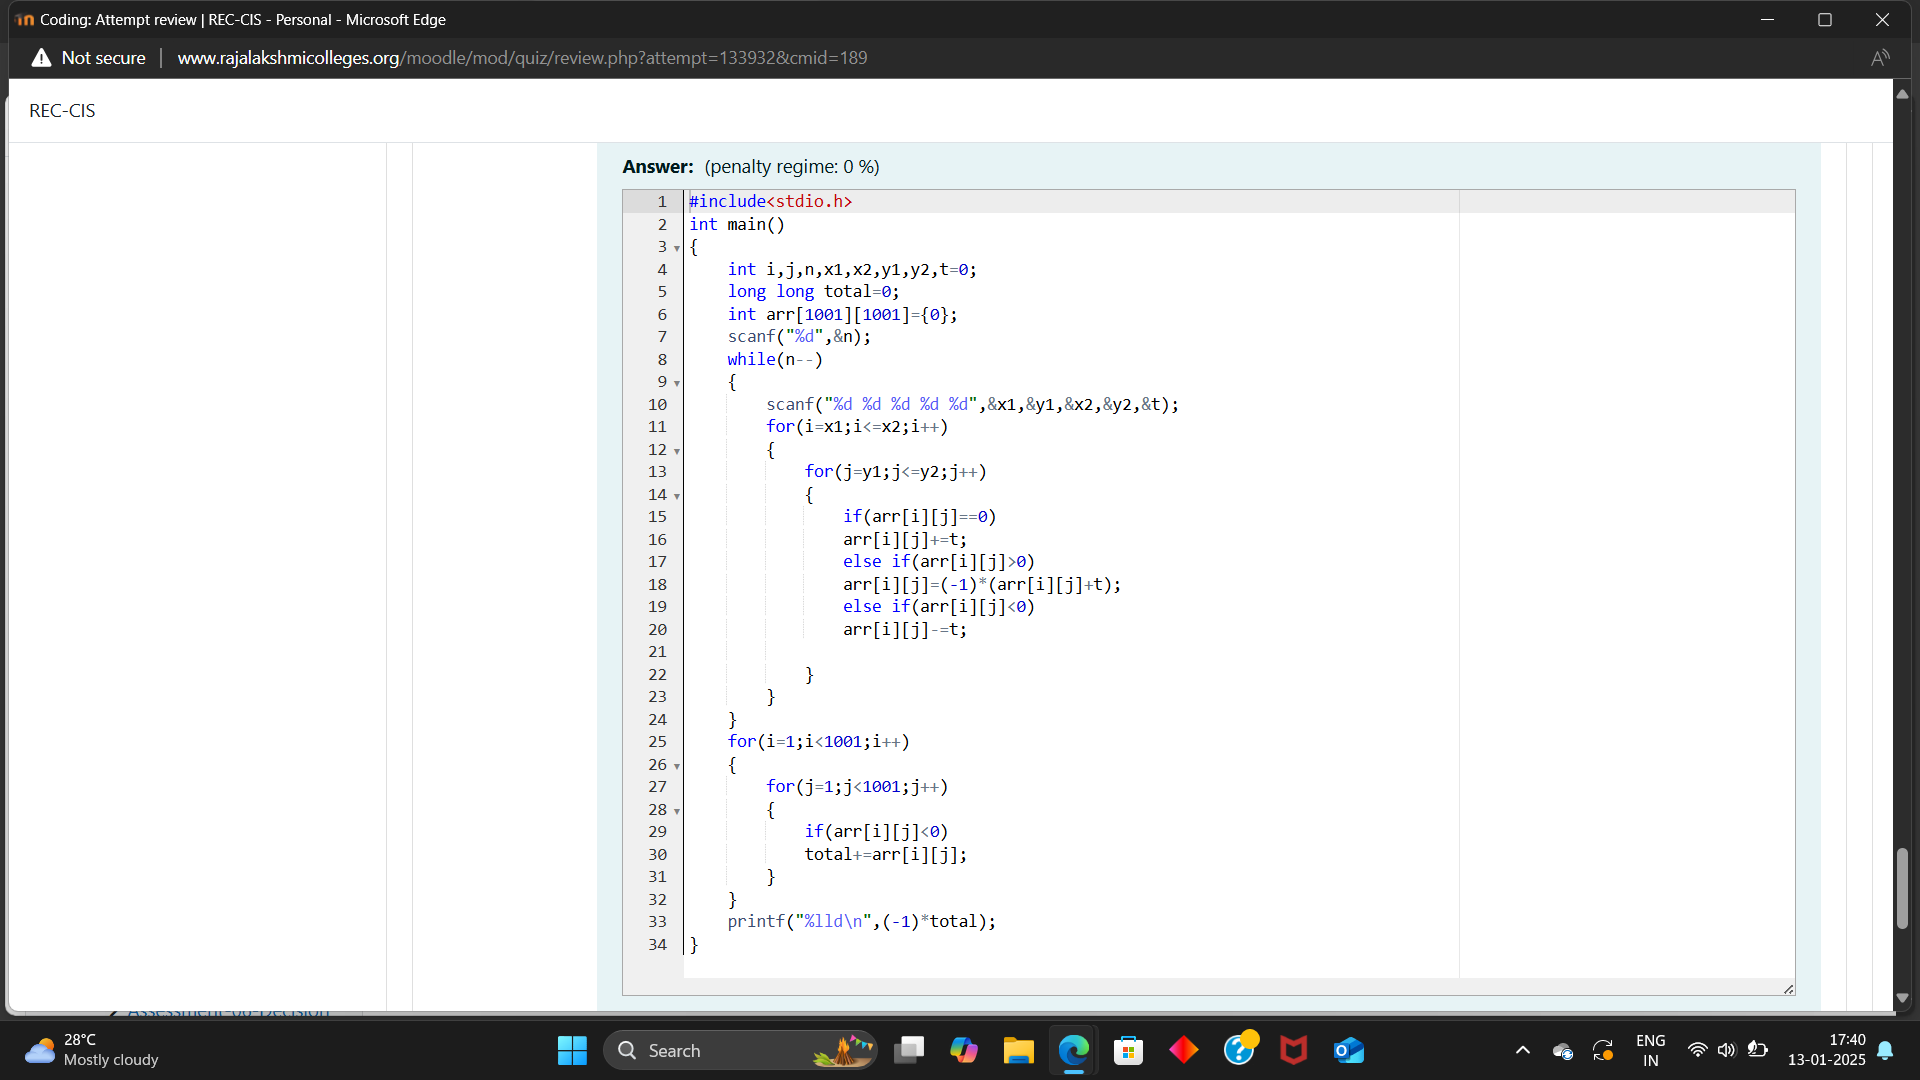 Coding: Attempt review | REC-CIS - Personal - Microsoft Edge
Not secure | www.rajalakshmicolleges.org/moodle/mod/quiz/review.php?attempt=133932&cmid=189
REC-CIS
Answer: (penalty regime: 0 %)
1 #include<stdio.h>
2 int main()
3 {
4     int i,j,n,x1,x2,y1,y2,t=0;
5     long long total=0;
6     int arr[1001][1001]={0};
7     scanf("%d",&n);
8     while(n--)
9     {
10         scanf("%d %d %d %d %d",&x1,&y1,&x2,&y2,&t);
11         for(i=x1;i<=x2;i++)
12         {
13             for(j=y1;j<=y2;j++)
14             {
15                 if(arr[i][j]==0)
16                 arr[i][j]+=t;
17                 else if(arr[i][j]>0)
18                 arr[i][j]=(-1)*(arr[i][j]+t);
19                 else if(arr[i][j]<0)
20                 arr[i][j]-=t;
21
22             }
23         }
24     }
25     for(i=1;i<1001;i++)
26     {
27         for(j=1;j<1001;j++)
28         {
29             if(arr[i][j]<0)
30             total+=arr[i][j];
31         }
32     }
33     printf("%lld\n",(-1)*total);
34 }
28°C
Mostly cloudy
Search
ENG
IN
17:40
13-01-2025